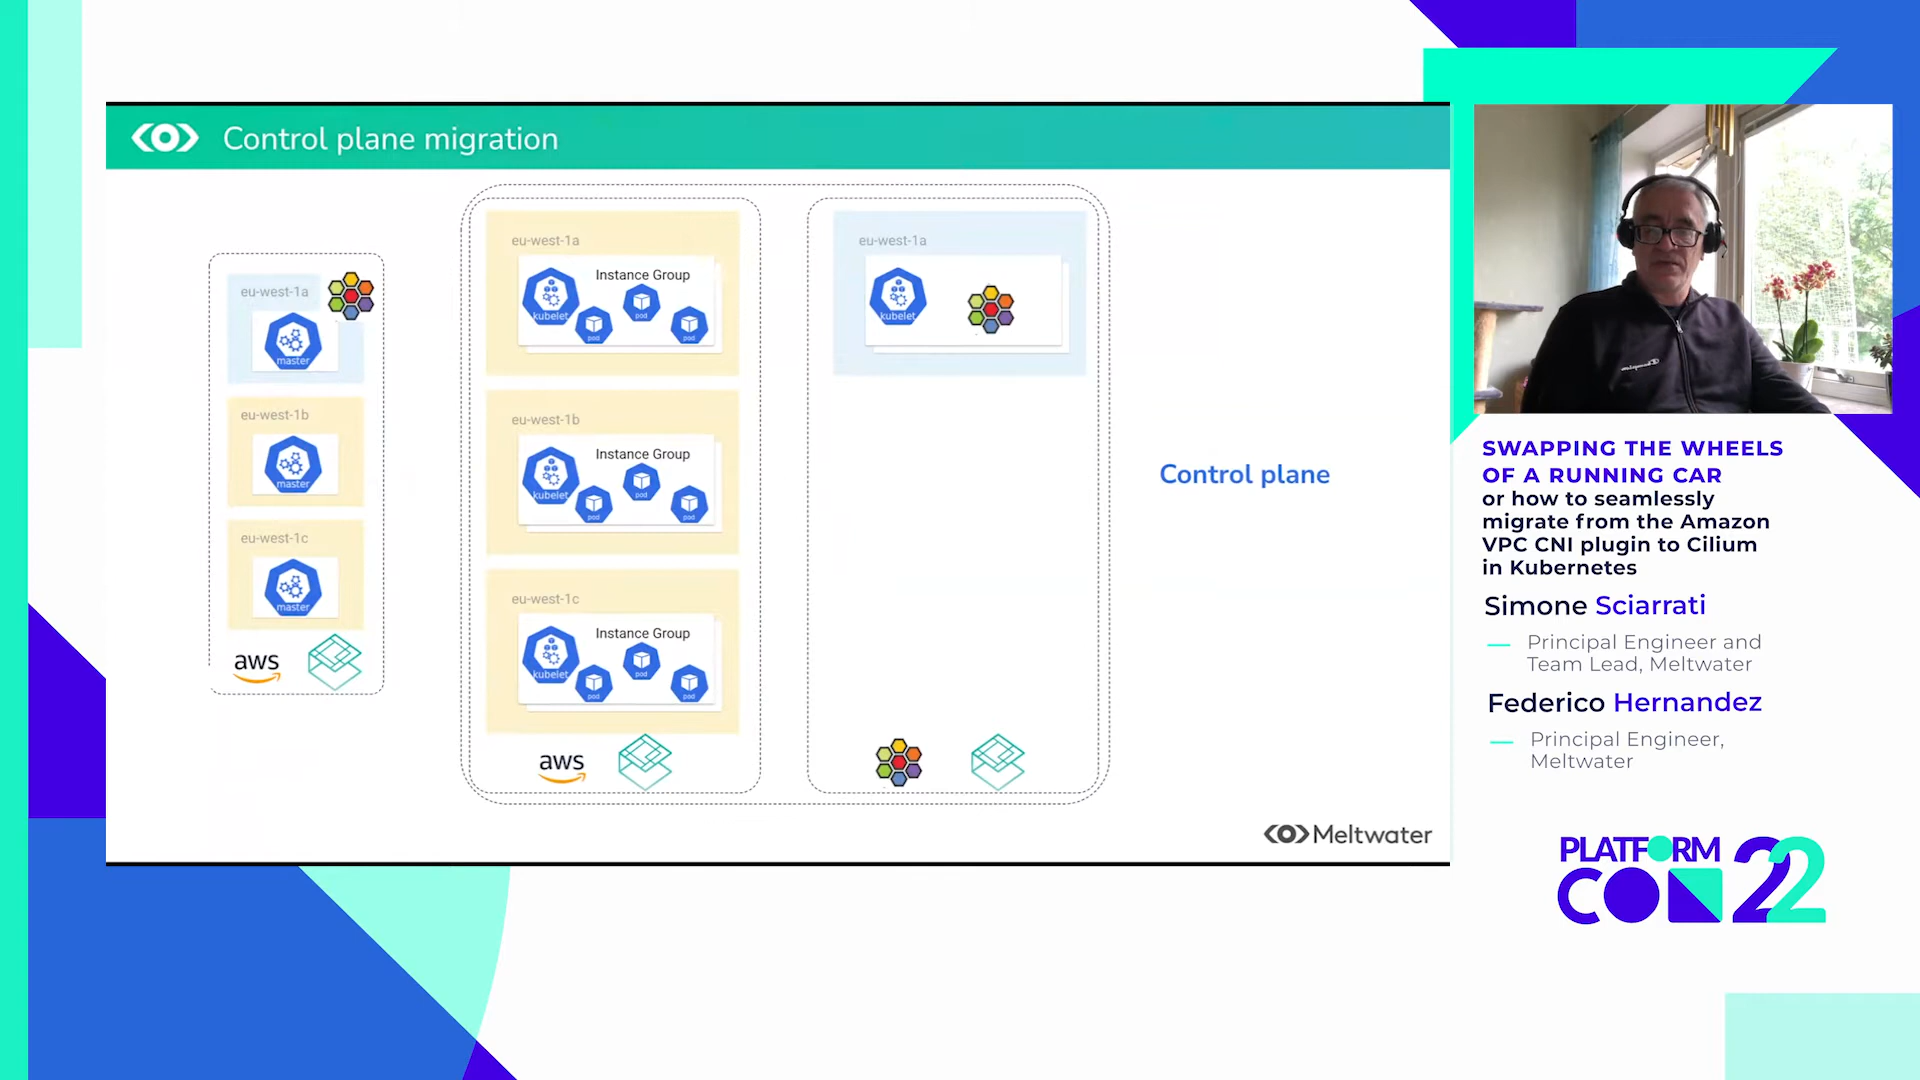 Control plane migration
eu-west-1a
master
eu-west-1b
master
eu-west-1c
master
aws
eu-west-1a
Instance Group
kubelet
pod
pod
pod
eu-west-1b
Instance Group
kubelet
pod
pod
pod
eu-west-1c
Instance Group
kubelet
pod
pod
pod
aws
eu-west-1a
kubelet
Control plane
Meltwater
Champion
SWAPPING THE WHEELS
OF A RUNNING CAR
or how to seamlessly
migrate from the Amazon
VPC CNI plugin to Cilium
in Kubernetes
Simone Sciarrati
Principal Engineer and
Team Lead, Meltwater
Federico Hernandez
Principal Engineer,
Meltwater
PLATFORM
CON 22